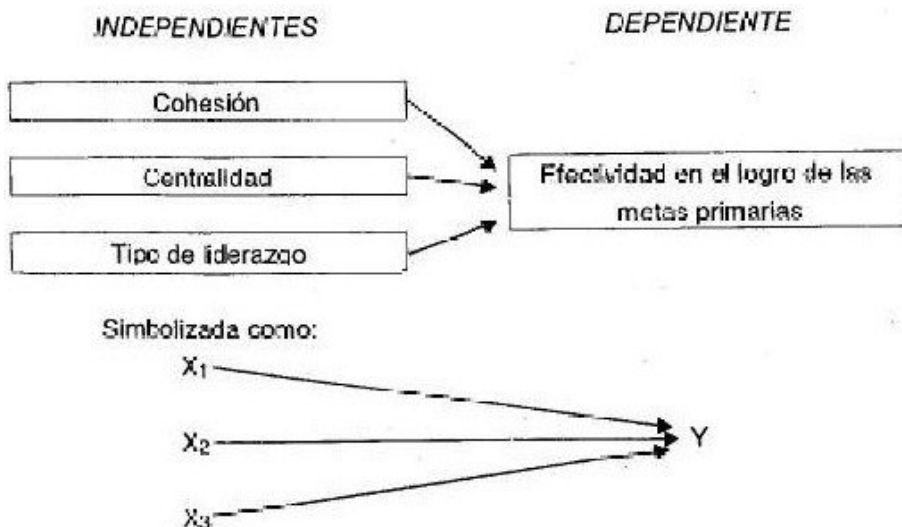 INDEPENDIENTES
DEPENDIENTE
Cohesión
Centralidad
Tipo de liderazgo
Efectividad en el logro de las
metas primarias
Simbolizada como:
X₁
X₂
X₃
Y